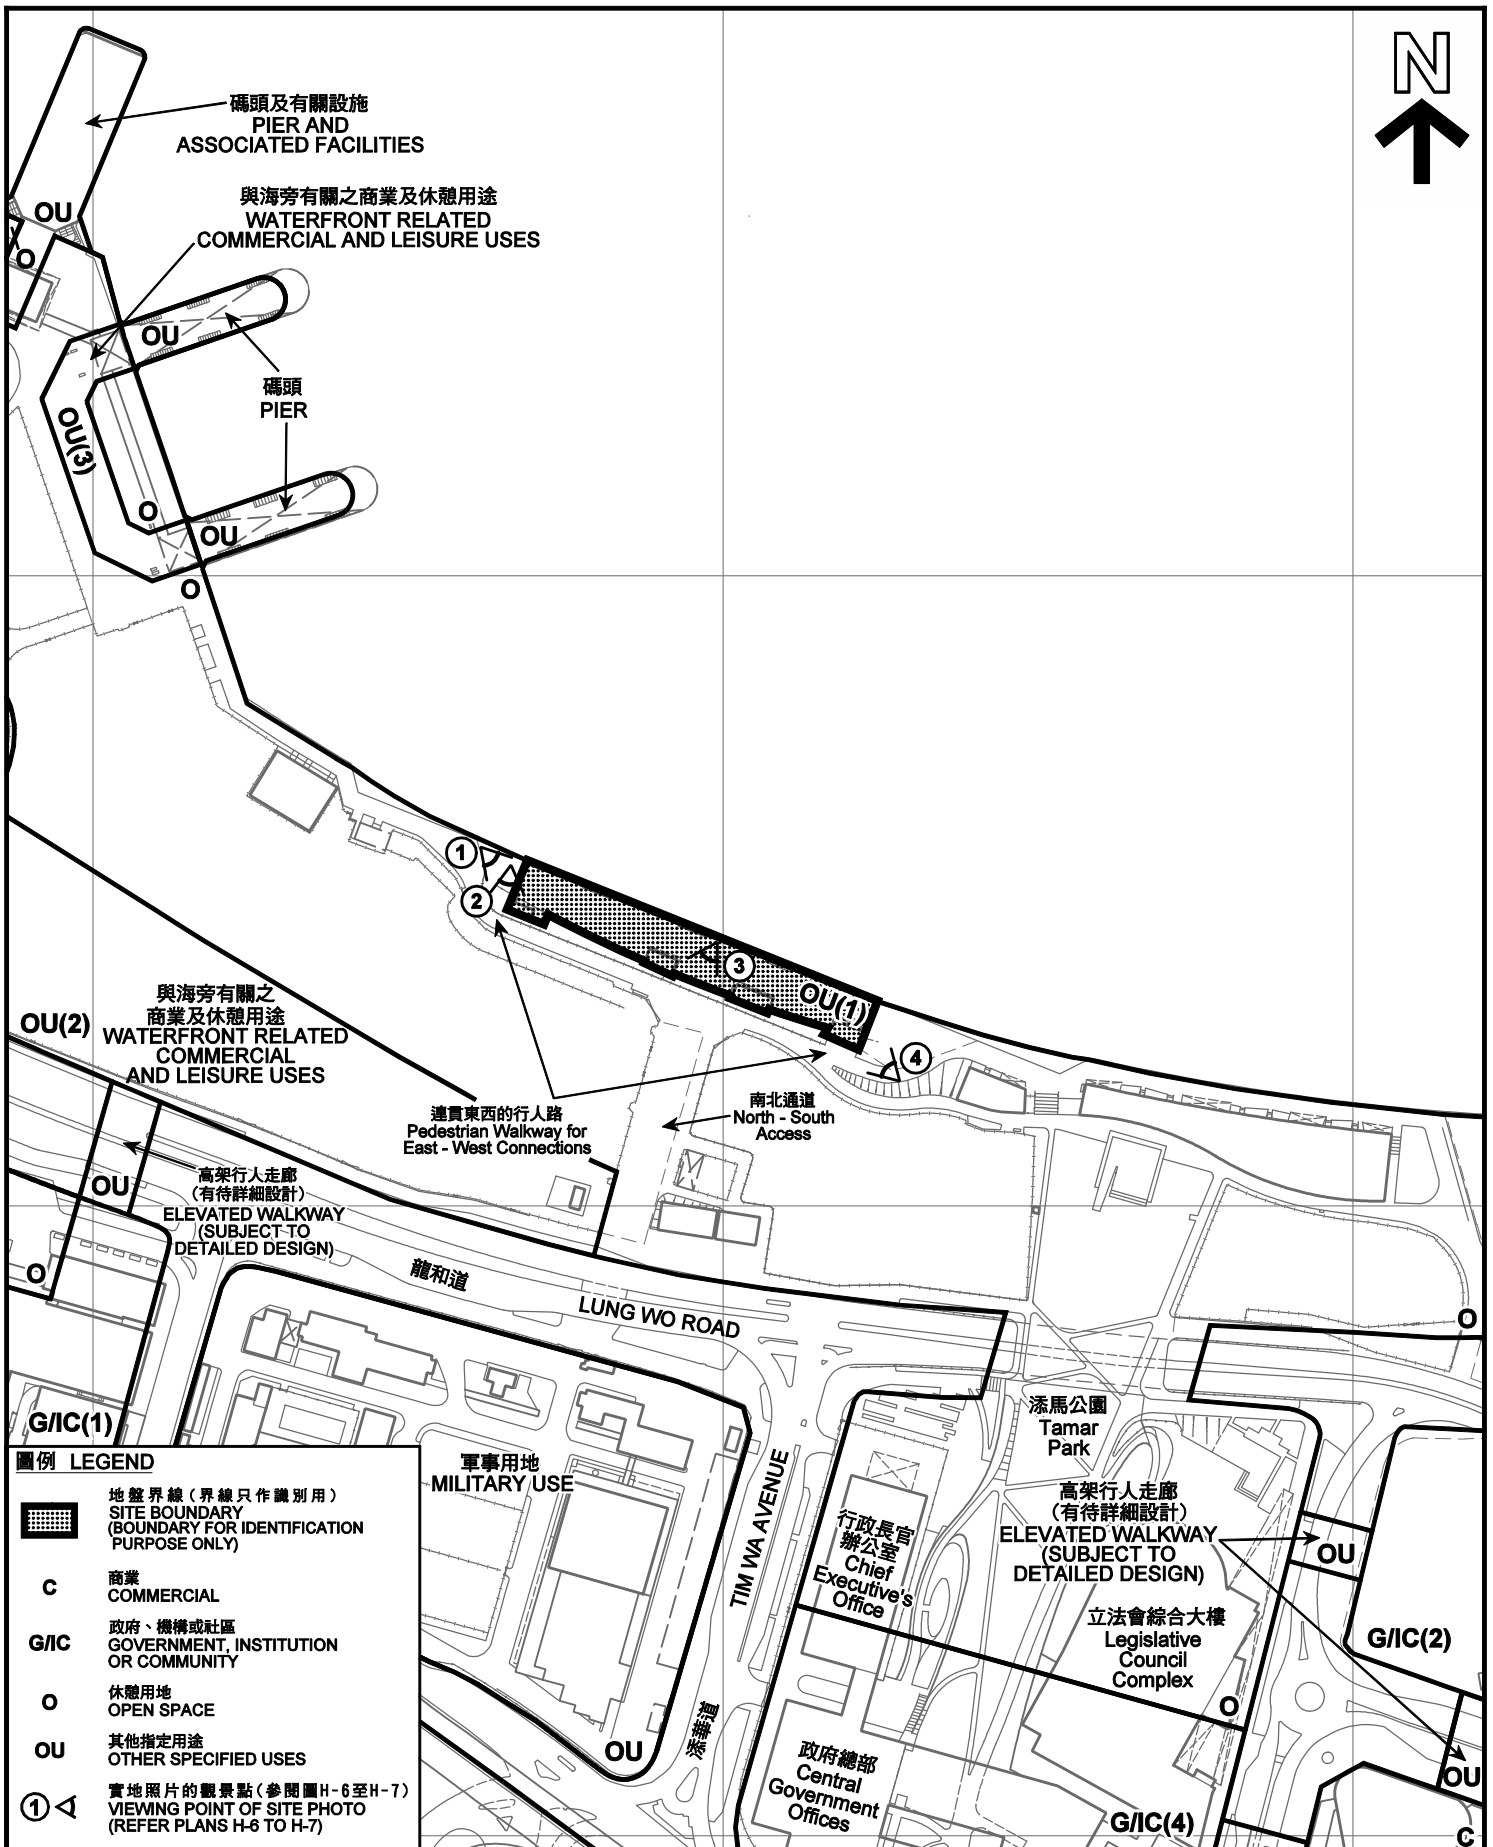 N
碼頭及有關設施
PIER AND
ASSOCIATED FACILITIES
OU
與海旁有關之商業及休憩用途
WATERFRONT RELATED
COMMERCIAL AND LEISURE USES
O
OU
碼頭
PIER
OU(3)
O
OU
O
1
2
3
OU(1)
4
與海旁有關之
商業及休憩用途
WATERFRONT RELATED
COMMERCIAL
AND LEISURE USES
OU(2)
連貫東西的行人路
Pedestrian Walkway for
East - West Connections
南北通道
North - South
Access
高架行人走廊
(有待詳細設計)
ELEVATED WALKWAY
(SUBJECT TO
DETAILED DESIGN)
OU
O
龍和道
LUNG WO ROAD
O
G/IC(1)
軍事用地
MILITARY USE
TIM WA AVENUE
添華道
OU
添馬公園
Tamar
Park
行政長官
辦公室
Chief
Executive's
Office
高架行人走廊
(有待詳細設計)
ELEVATED WALKWAY
(SUBJECT TO
DETAILED DESIGN)
OU
立法會綜合大樓
Legislative
Council
Complex
G/IC(2)
O
政府總部
Central
Government
Offices
G/IC(4)
OU
C
圖例 LEGEND
地盤界線(界線只作識別用)
SITE BOUNDARY
(BOUNDARY FOR IDENTIFICATION
PURPOSE ONLY)
C
商業
COMMERCIAL
G/IC
政府、機構或社區
GOVERNMENT, INSTITUTION
OR COMMUNITY
O
休憩用地
OPEN SPACE
OU
其他指定用途
OTHER SPECIFIED USES
1
實地照片的觀景點(參閱圖H-6至H-7)
VIEWING POINT OF SITE PHOTO
(REFER PLANS H-6 TO H-7)